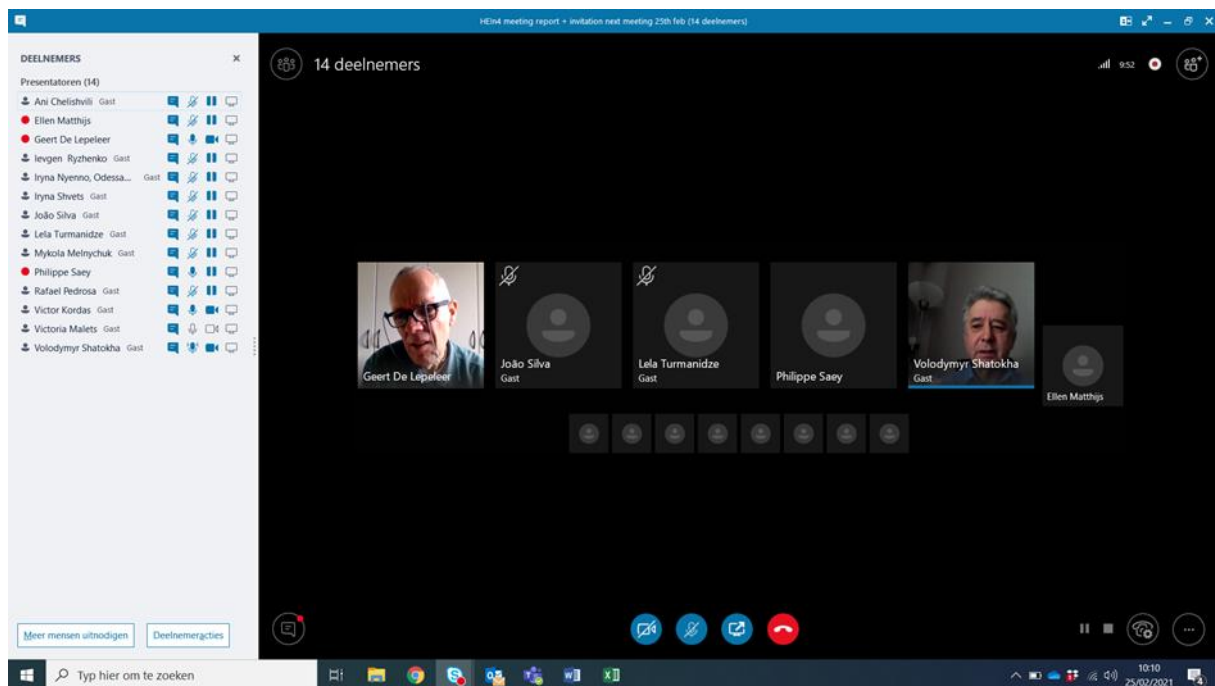 HEIn4 meeting report + invitation next meeting 25th feb (14 deelnemers)
DEELNEMERS
Presentatoren (14)
Ani Chelishvili Gast
Ellen Matthijs
Geert De Lepeleer
Ievgen Ryzhenko Gast
Iryna Nyenno, Odessa... Gast
Iryna Shvets Gast
João Silva Gast
Lela Turmanidze Gast
Mykola Melnychuk Gast
Philippe Saey
Rafael Pedrosa Gast
Victor Kordas Gast
Victoria Malets Gast
Volodymyr Shatokha Gast
Meer mensen uitnodigen
Deelnemeracties
14 deelnemers
9:52
Geert De Lepeleer
João Silva
Gast
Lela Turmanidze
Gast
Philippe Saey
Volodymyr Shatokha
Gast
Ellen Matthijs
Typ hier om te zoeken
10:10
25/02/2021
4